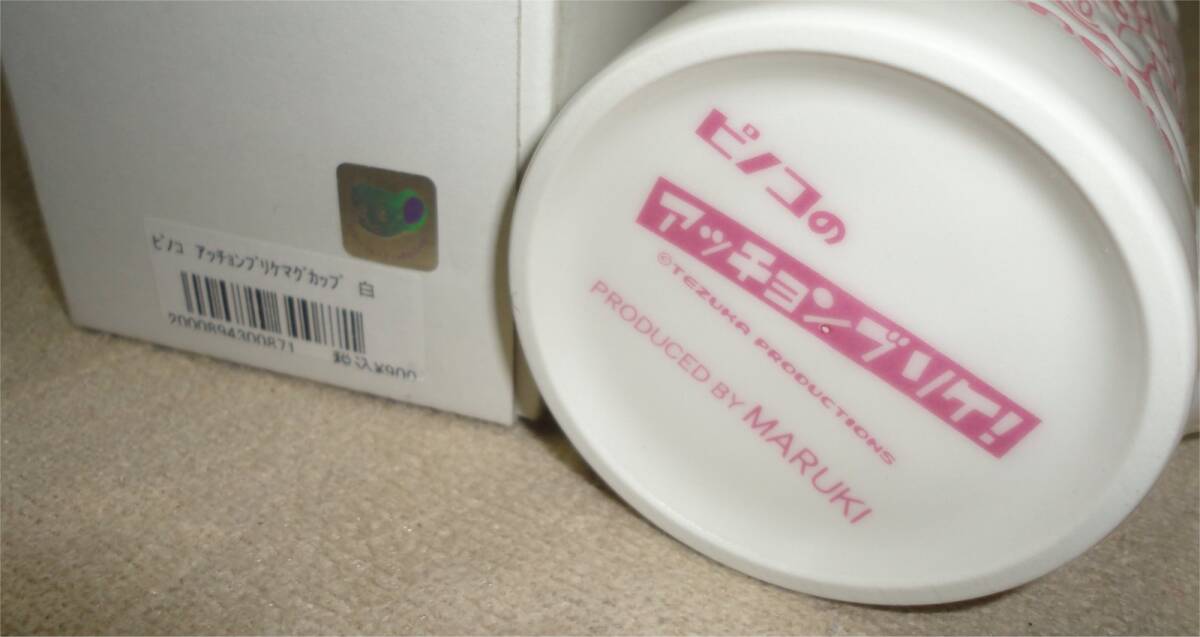 ﾋﾟﾉｺ ｱｯﾁｮﾝﾌﾞﾘｹﾏｸﾞｶｯﾌﾟ 白
2000894300871
税込¥900
ピノコの
アッチョンブリケ!
©TEZUKA PRODUCTIONS
PRODUCED BY MARUKI